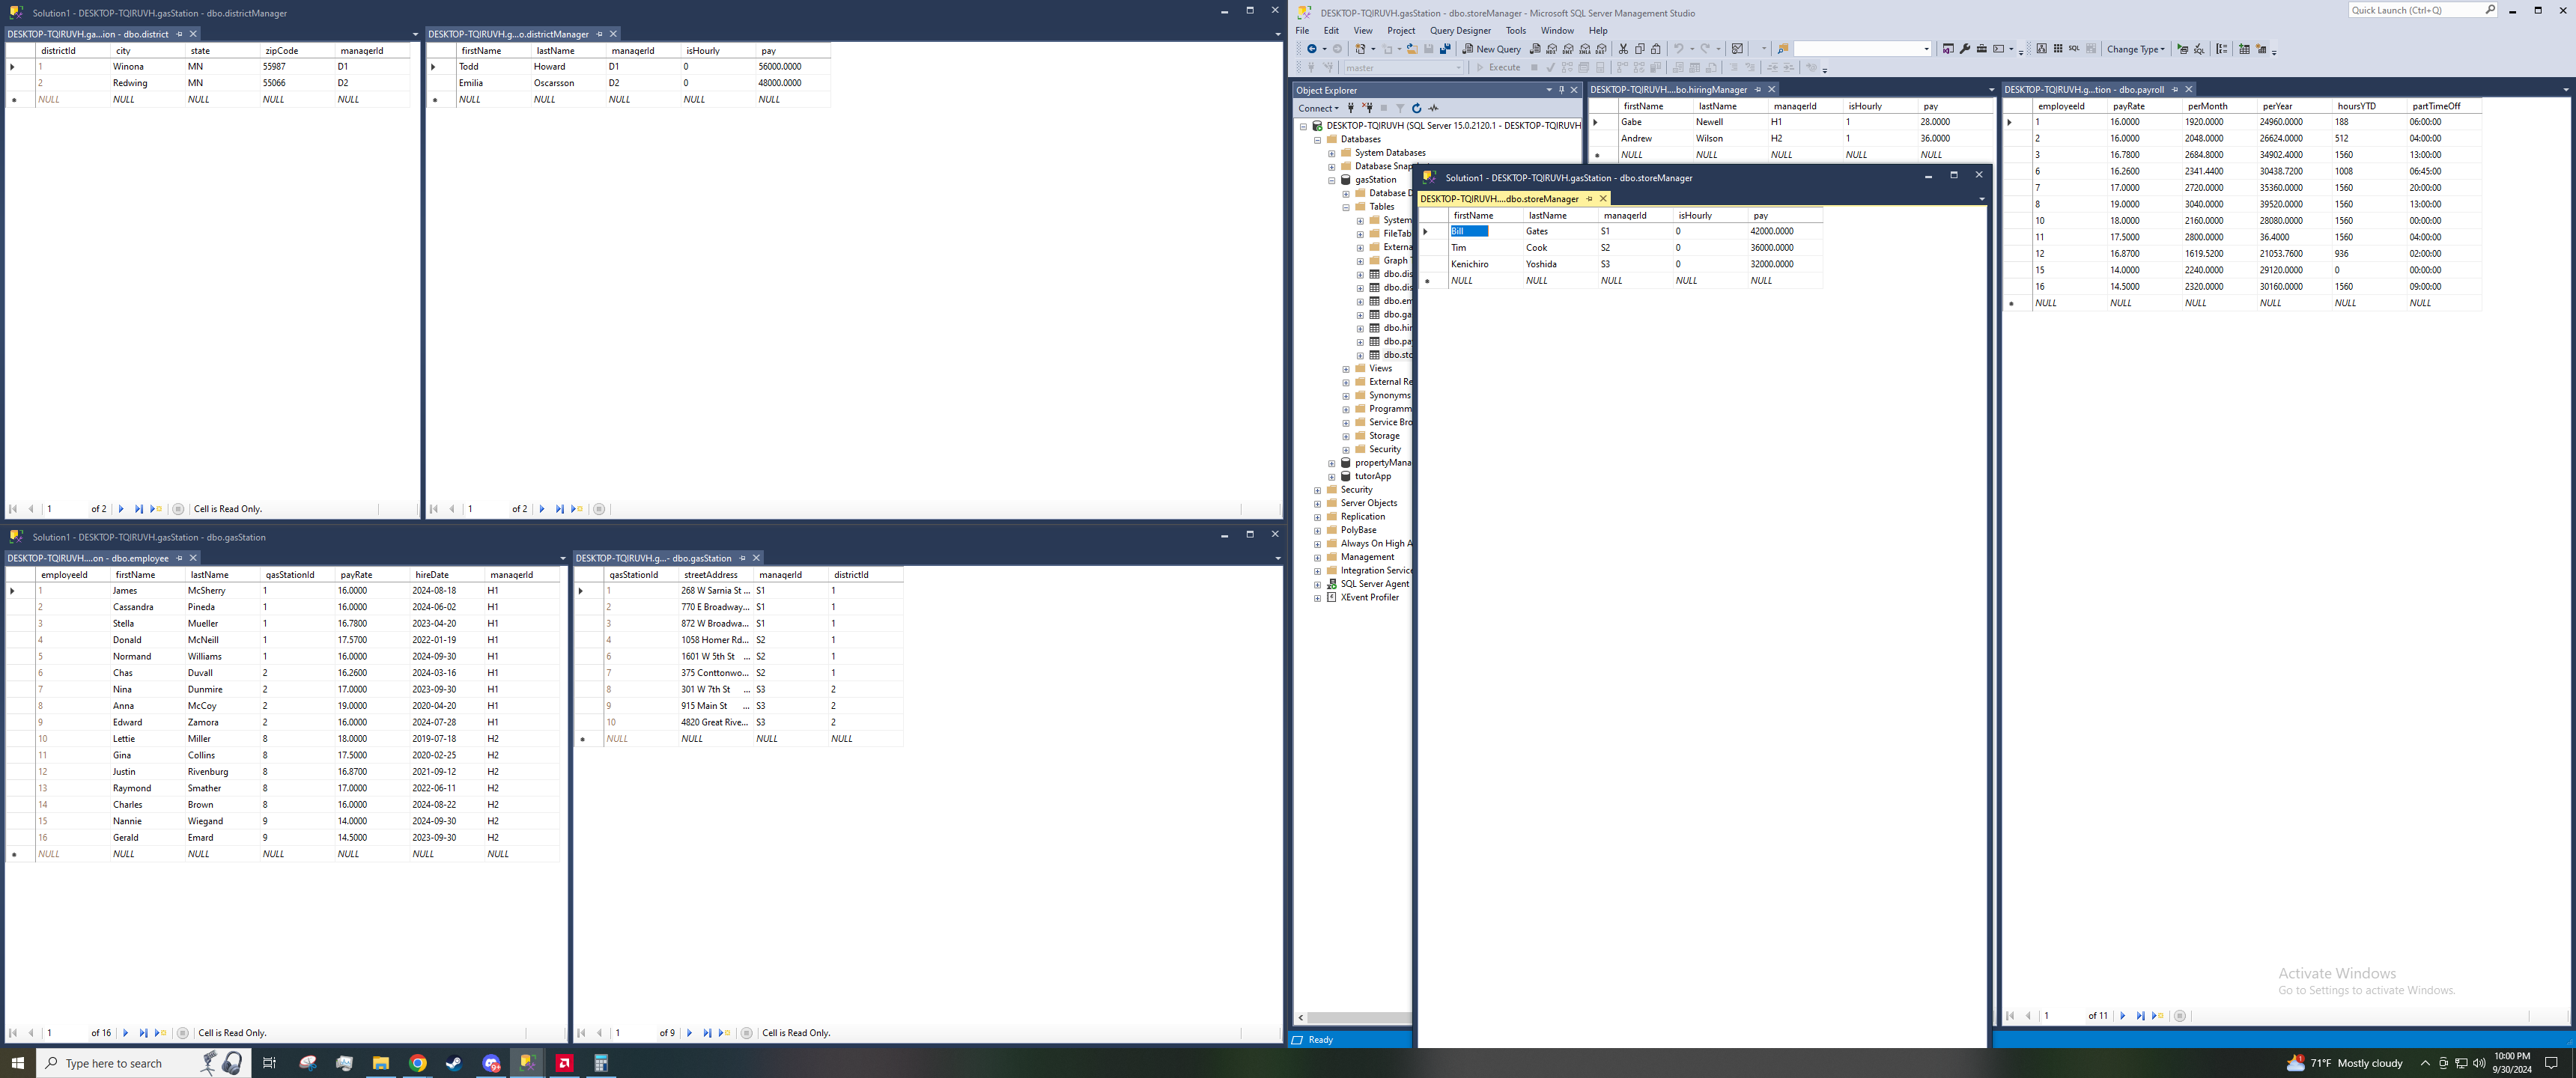 Solution1 - DESKTOP-TQIRUVH.gasStation - dbo.districtManager
DESKTOP-TQIRUVH.ga...ion - dbo.district
districtId city state zipCode managerId
1 Winona MN 55987 D1
2 Redwing MN 55066 D2
NULL NULL NULL NULL NULL
1 of 2 Cell is Read Only.
DESKTOP-TQIRUVH.g...o.districtManager
firstName lastName managerId isHourly pay
Todd Howard D1 0 56000.0000
Emilia Oscarsson D2 0 48000.0000
NULL NULL NULL NULL NULL
1 of 2
Solution1 - DESKTOP-TQIRUVH.gasStation - dbo.gasStation
DESKTOP-TQIRUVH....on - dbo.employee
employeeId firstName lastName gasStationId payRate hireDate managerId
1 James McSherry 1 16.0000 2024-08-18 H1
2 Cassandra Pineda 1 16.0000 2024-06-02 H1
3 Stella Mueller 1 16.7800 2023-04-20 H1
4 Donald McNeill 1 17.5700 2022-01-19 H1
5 Normand Williams 1 16.0000 2024-09-30 H1
6 Chas Duvall 2 16.2600 2024-03-16 H1
7 Nina Dunmire 2 17.0000 2023-09-30 H1
8 Anna McCoy 2 19.0000 2020-04-20 H1
9 Edward Zamora 2 16.0000 2024-07-28 H1
10 Lettie Miller 8 18.0000 2019-07-18 H2
11 Gina Collins 8 17.5000 2020-02-25 H2
12 Justin Rivenburg 8 16.8700 2021-09-12 H2
13 Raymond Smather 8 17.0000 2022-06-11 H2
14 Charles Brown 8 16.0000 2024-08-22 H2
15 Nannie Wiegand 9 14.0000 2024-09-30 H2
16 Gerald Emard 9 14.5000 2023-09-30 H2
NULL NULL NULL NULL NULL NULL NULL
1 of 16 Cell is Read Only.
DESKTOP-TQIRUVH.g...- dbo.gasStation
gasStationId streetAddress managerId districtId
1 268 W Sarnia St ... S1 1
2 770 E Broadway... S1 1
3 872 W Broadwa... S1 1
4 1058 Homer Rd... S2 1
6 1601 W 5th St ... S2 1
7 375 Conttonwo... S2 1
8 301 W 7th St ... S3 2
9 915 Main St ... S3 2
10 4820 Great Rive... S3 2
NULL NULL NULL NULL
1 of 9 Cell is Read Only.
DESKTOP-TQIRUVH.gasStation - dbo.storeManager - Microsoft SQL Server Management Studio
Quick Launch (Ctrl+Q)
File Edit View Project Query Designer Tools Window Help
New Query MDX DMX XMLA DAX SQL Change Type
master Execute
Object Explorer
Connect
DESKTOP-TQIRUVH (SQL Server 15.0.2120.1 - DESKTOP-TQIRUVH
Databases
System Databases
Database Snap
gasStation
Database D
Tables
System
FileTab
Externa
Graph T
dbo.dis
dbo.dis
dbo.em
dbo.ga
dbo.hir
dbo.pa
dbo.sto
Views
External Re
Synonyms
Programm
Service Bro
Storage
Security
propertyMana
tutorApp
Security
Server Objects
Replication
PolyBase
Always On High A
Management
Integration Service
SQL Server Agent
XEvent Profiler
Ready
DESKTOP-TQIRUVH....bo.hiringManager
firstName lastName managerId isHourly pay
Gabe Newell H1 1 28.0000
Andrew Wilson H2 1 36.0000
NULL NULL NULL NULL NULL
Solution1 - DESKTOP-TQIRUVH.gasStation - dbo.storeManager
DESKTOP-TQIRUVH....dbo.storeManager
firstName lastName managerId isHourly pay
Bill Gates S1 0 42000.0000
Tim Cook S2 0 36000.0000
Kenichiro Yoshida S3 0 32000.0000
NULL NULL NULL NULL NULL
DESKTOP-TQIRUVH.g...tion - dbo.payroll
employeeId payRate perMonth perYear hoursYTD partTimeOff
1 16.0000 1920.0000 24960.0000 188 06:00:00
2 16.0000 2048.0000 26624.0000 512 04:00:00
3 16.7800 2684.8000 34902.4000 1560 13:00:00
6 16.2600 2341.4400 30438.7200 1008 06:45:00
7 17.0000 2720.0000 35360.0000 1560 20:00:00
8 19.0000 3040.0000 39520.0000 1560 13:00:00
10 18.0000 2160.0000 28080.0000 1560 00:00:00
11 17.5000 2800.0000 36.4000 1560 04:00:00
12 16.8700 1619.5200 21053.7600 936 02:00:00
15 14.0000 2240.0000 29120.0000 0 00:00:00
16 14.5000 2320.0000 30160.0000 1560 09:00:00
NULL NULL NULL NULL NULL NULL
1 of 11
Activate Windows
Go to Settings to activate Windows.
Type here to search
9+
1
71°F Mostly cloudy
10:00 PM
9/30/2024